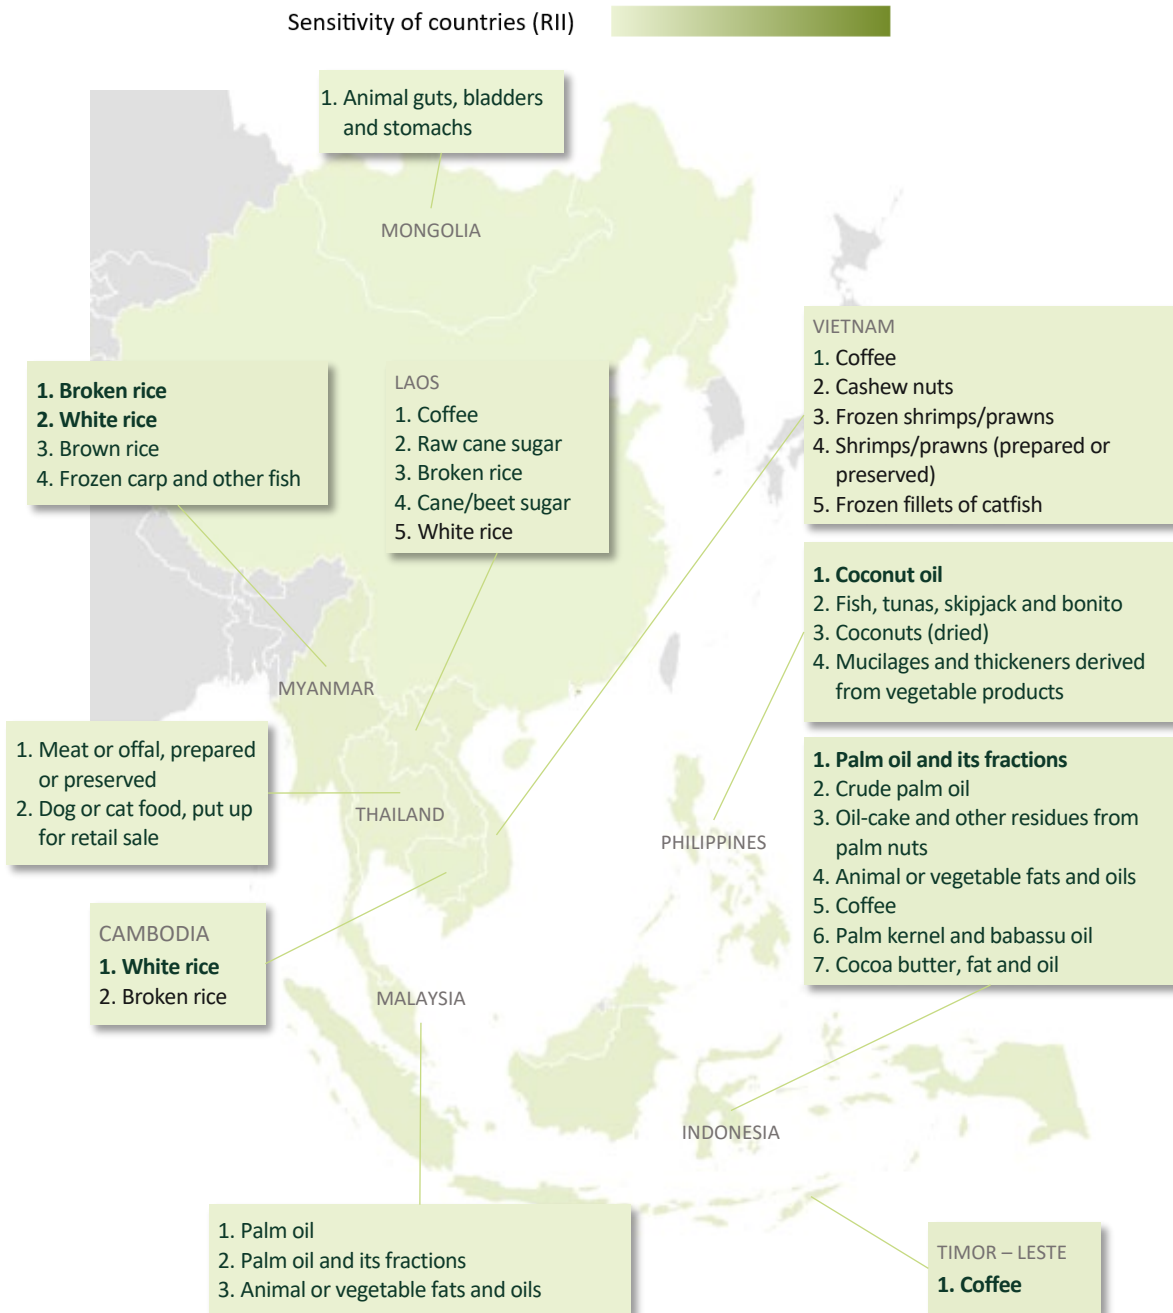 Sensitivity of countries (RII)
1. Animal guts, bladders
and stomachs
MONGOLIA
1. Broken rice
2. White rice
3. Brown rice
4. Frozen carp and other fish
LAOS
1. Coffee
2. Raw cane sugar
3. Broken rice
4. Cane/beet sugar
5. White rice
VIETNAM
1. Coffee
2. Cashew nuts
3. Frozen shrimps/prawns
4. Shrimps/prawns (prepared or
preserved)
5. Frozen fillets of catfish
1. Coconut oil
2. Fish, tunas, skipjack and bonito
3. Coconuts (dried)
4. Mucilages and thickeners derived
from vegetable products
MYANMAR
1. Meat or offal, prepared
or preserved
2. Dog or cat food, put up
for retail sale
THAILAND
PHILIPPINES
1. Palm oil and its fractions
2. Crude palm oil
3. Oil-cake and other residues from
palm nuts
4. Animal or vegetable fats and oils
5. Coffee
6. Palm kernel and babassu oil
7. Cocoa butter, fat and oil
CAMBODIA
1. White rice
2. Broken rice
MALAYSIA
INDONESIA
1. Palm oil
2. Palm oil and its fractions
3. Animal or vegetable fats and oils
TIMOR – LESTE
1. Coffee